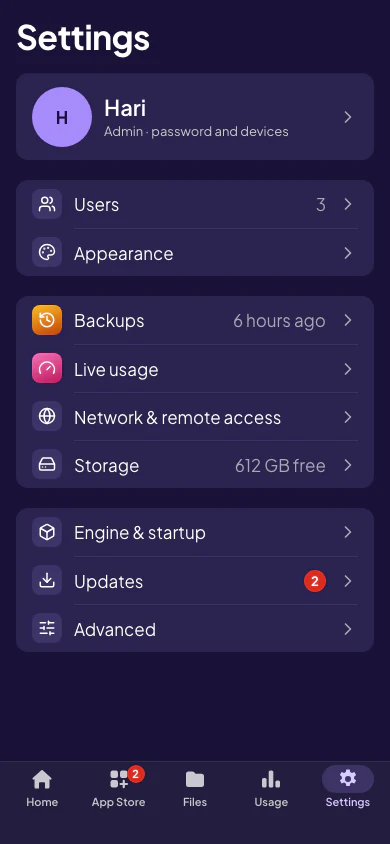 Settings
H
Hari
Admin · password and devices
Users 3
Appearance
Backups 6 hours ago
Live usage
Network & remote access
Storage 612 GB free
Engine & startup
Updates 2
Advanced
2
Home App Store Files Usage Settings